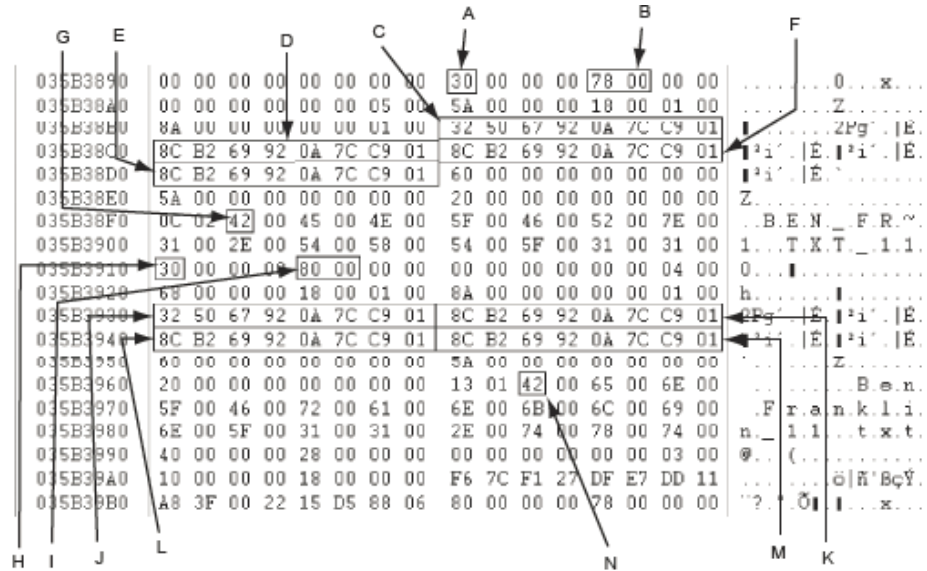 A B
G E D C F
035B3890 00 00 00 00 00 00 00 00 30 00 00 00 78 00 00 00 ........0...x...
035B38A0 00 00 00 00 00 00 05 00 5A 00 00 00 18 00 01 00 ........Z.......
035B38B0 8A 00 00 00 00 00 01 00 32 50 67 92 0A 7C C9 01 ▌.......2Pg´.|É.
035B38C0 8C B2 69 92 0A 7C C9 01 8C B2 69 92 0A 7C C9 01 ▌²i´.|É.▌²i´.|É.
035B38D0 8C B2 69 92 0A 7C C9 01 60 00 00 00 00 00 00 00 ▌²i´.|É.`.......
035B38E0 5A 00 00 00 00 00 00 00 20 00 00 00 00 00 00 00 Z....... .......
035B38F0 0C 02 42 00 45 00 4E 00 5F 00 46 00 52 00 7E 00 ..B.E.N._.F.R.~.
035B3900 31 00 2E 00 54 00 58 00 54 00 5F 00 31 00 31 00 1...T.X.T._.1.1.
035B3910 30 00 00 00 80 00 00 00 00 00 00 00 00 00 04 00 0...▌...........
035B3920 68 00 00 00 18 00 01 00 8A 00 00 00 00 00 01 00 h.......▌.......
035B3930 32 50 67 92 0A 7C C9 01 8C B2 69 92 0A 7C C9 01 2Pg´.|É.▌²i´.|É.
035B3940 8C B2 69 92 0A 7C C9 01 8C B2 69 92 0A 7C C9 01 ▌²i´.|É.▌²i´.|É.
035B3950 60 00 00 00 00 00 00 00 5A 00 00 00 00 00 00 00 `.......Z.......
035B3960 20 00 00 00 00 00 00 00 13 01 42 00 65 00 6E 00  .........B.e.n.
035B3970 5F 00 46 00 72 00 61 00 6E 00 6B 00 6C 00 69 00 _.F.r.a.n.k.l.i.
035B3980 6E 00 5F 00 31 00 31 00 2E 00 74 00 78 00 74 00 n._.1.1...t.x.t.
035B3990 40 00 00 00 28 00 00 00 00 00 00 00 00 00 03 00 @...(...........
035B39A0 10 00 00 00 18 00 00 00 F6 7C F1 27 DF E7 DD 11 ........ö|ñ'ßçÝ.
035B39B0 A8 3F 00 22 15 D5 88 06 80 00 00 00 78 00 00 00 ¨?.".Õ▌.▌...x...
H I J L N M K